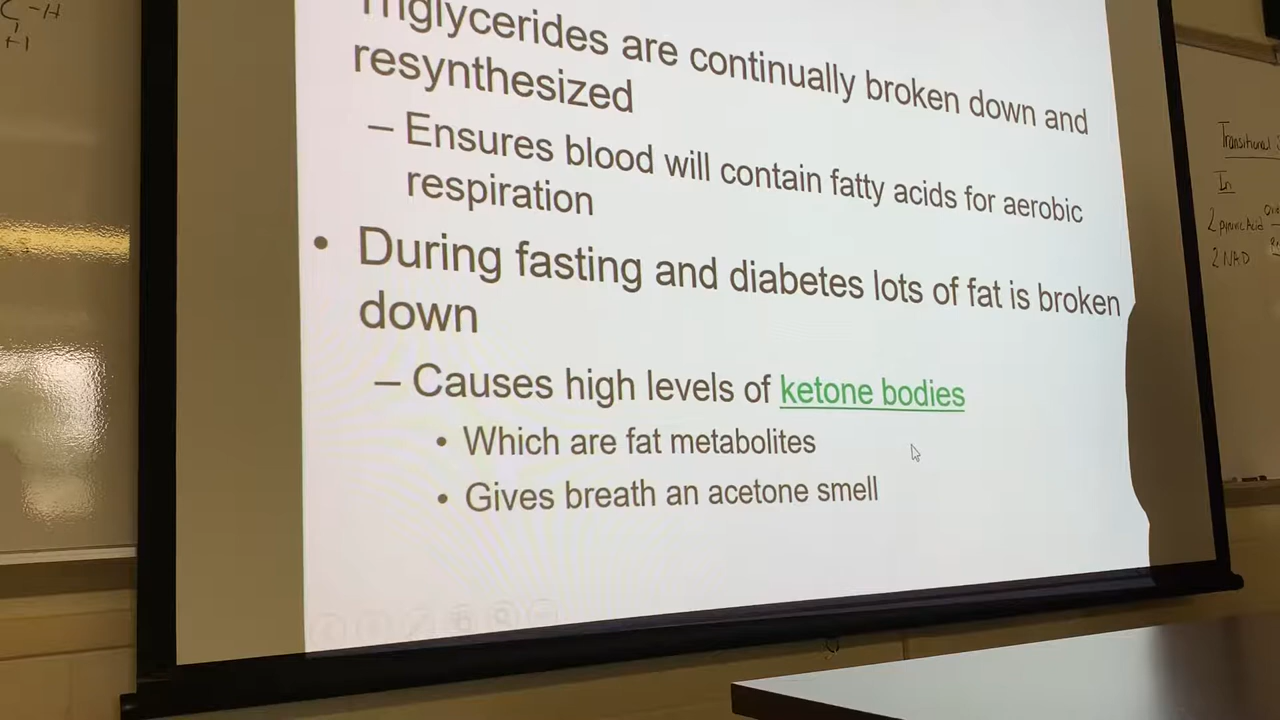 C-H
+1
Triglycerides are continually broken down and
resynthesized
– Ensures blood will contain fatty acids for aerobic
respiration
• During fasting and diabetes lots of fat is broken
down
– Causes high levels of ketone bodies
• Which are fat metabolites
• Gives breath an acetone smell
Transitional
In
2 pyruvic Acid
2 NAD